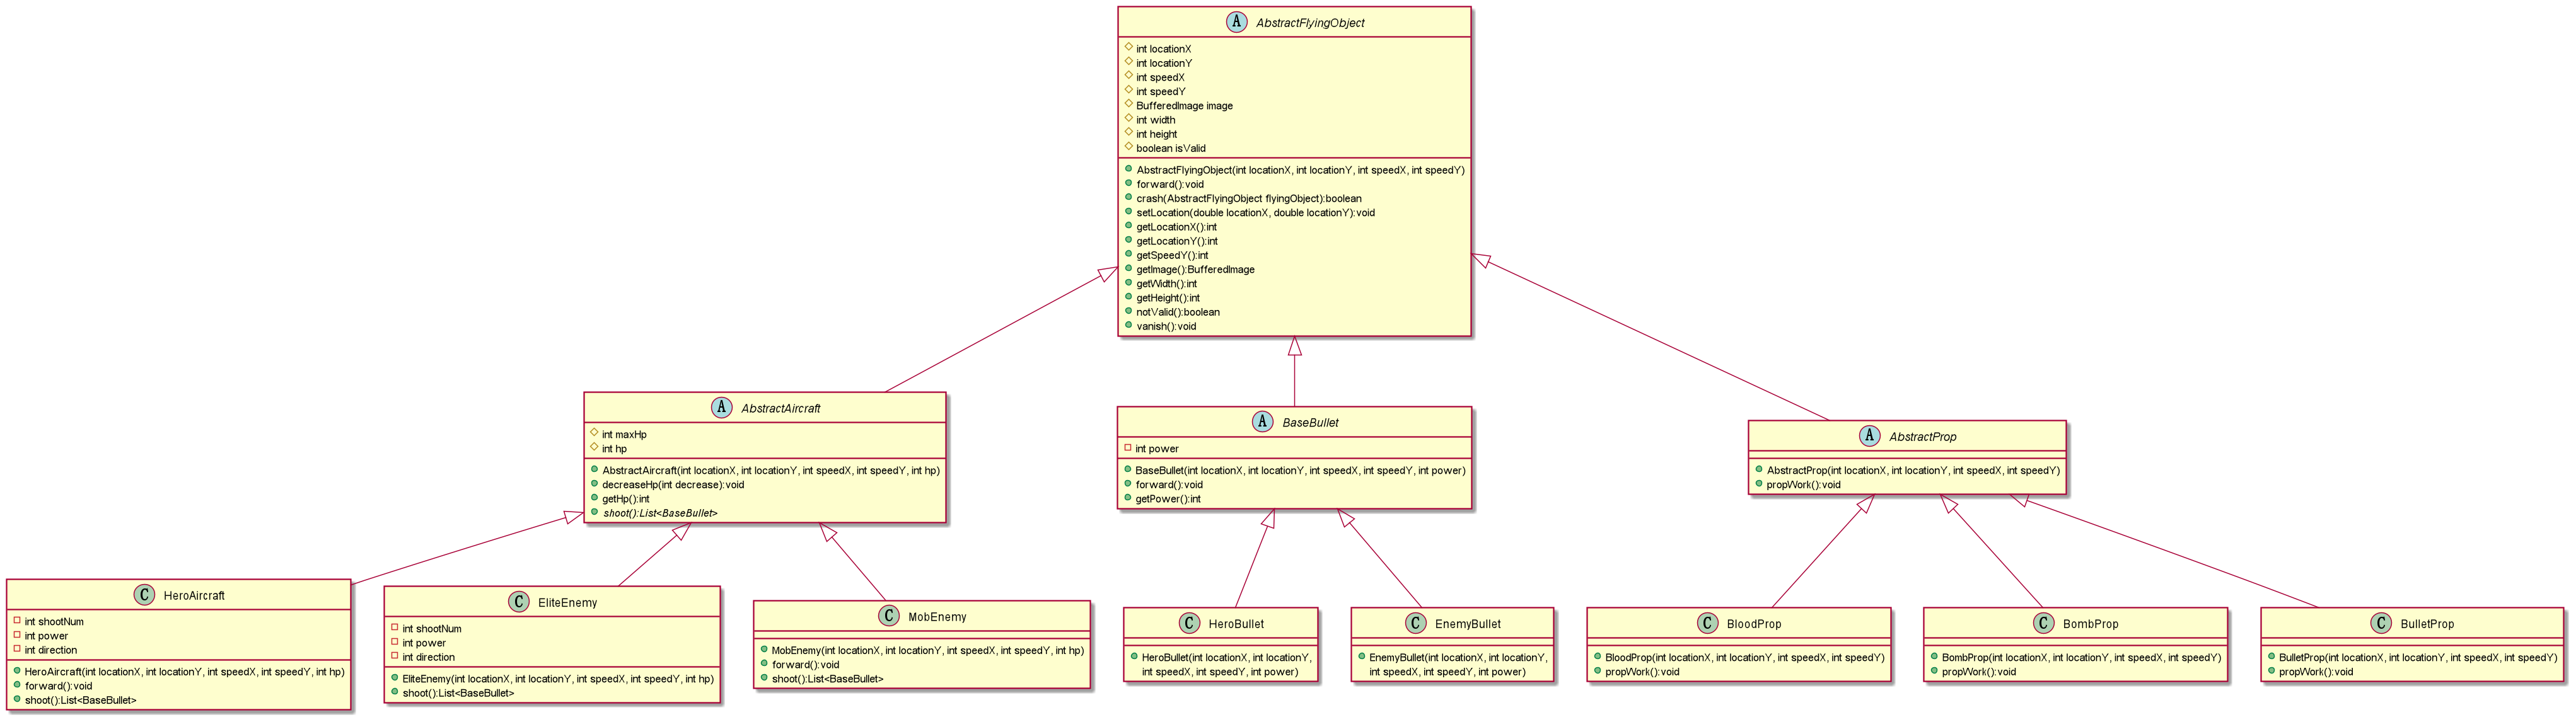 A AbstractFlyingObject
int locationX
int locationY
int speedX
int speedY
BufferedImage image
int width
int height
boolean isValid
AbstractFlyingObject(int locationX, int locationY, int speedX, int speedY)
forward():void
crash(AbstractFlyingObject flyingObject):boolean
setLocation(double locationX, double locationY):void
getLocationX():int
getLocationY():int
getSpeedY():int
getImage():BufferedImage
getWidth():int
getHeight():int
notValid():boolean
vanish():void
A AbstractAircraft
int maxHp
int hp
AbstractAircraft(int locationX, int locationY, int speedX, int speedY, int hp)
decreaseHp(int decrease):void
getHp():int
shoot():List<BaseBullet>
A BaseBullet
int power
BaseBullet(int locationX, int locationY, int speedX, int speedY, int power)
forward():void
getPower():int
A AbstractProp
AbstractProp(int locationX, int locationY, int speedX, int speedY)
propWork():void
C HeroAircraft
int shootNum
int power
int direction
HeroAircraft(int locationX, int locationY, int speedX, int speedY, int hp)
forward():void
shoot():List<BaseBullet>
C EliteEnemy
int shootNum
int power
int direction
EliteEnemy(int locationX, int locationY, int speedX, int speedY, int hp)
shoot():List<BaseBullet>
C MobEnemy
MobEnemy(int locationX, int locationY, int speedX, int speedY, int hp)
forward():void
shoot():List<BaseBullet>
C HeroBullet
HeroBullet(int locationX, int locationY,
int speedX, int speedY, int power)
C EnemyBullet
EnemyBullet(int locationX, int locationY,
int speedX, int speedY, int power)
C BloodProp
BloodProp(int locationX, int locationY, int speedX, int speedY)
propWork():void
C BombProp
BombProp(int locationX, int locationY, int speedX, int speedY)
propWork():void
C BulletProp
BulletProp(int locationX, int locationY, int speedX, int speedY)
propWork():void